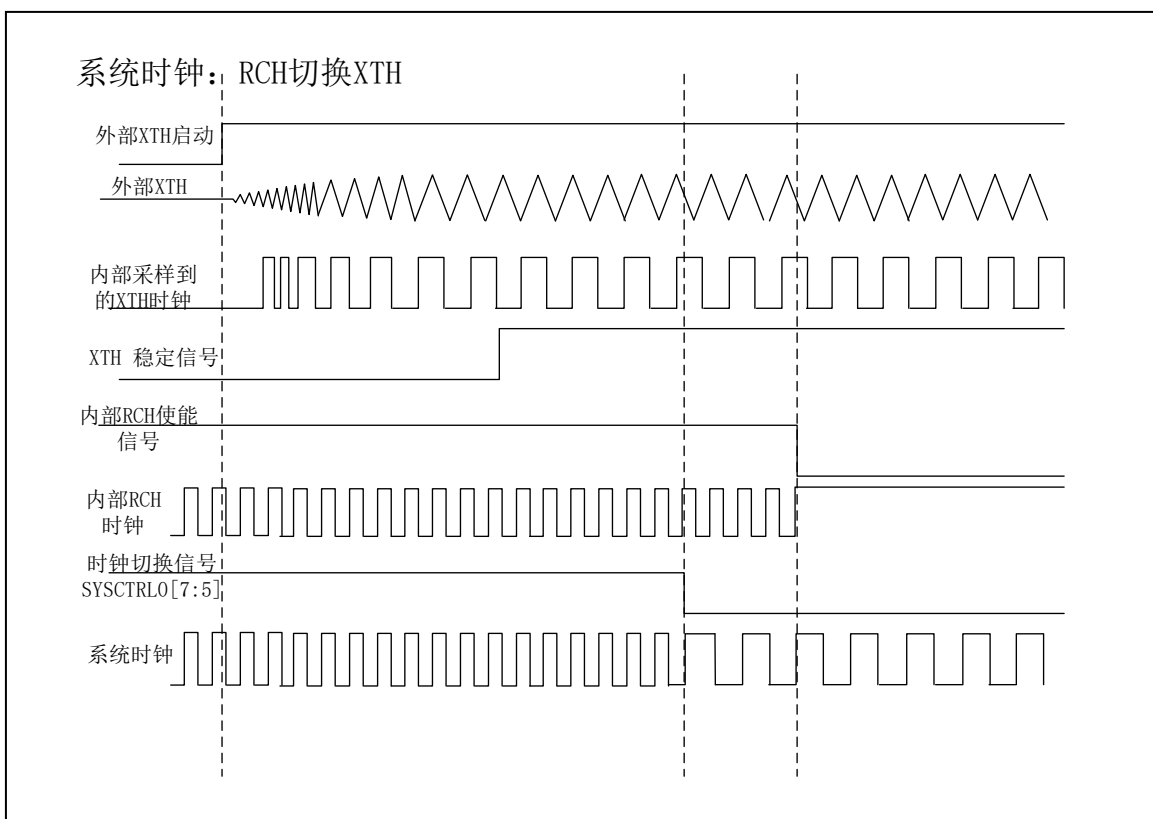 系统时钟：RCH切换XTH
外部XTH启动
外部XTH
内部采样到
的XTH时钟
XTH 稳定信号
内部RCH使能
信号
内部RCH
时钟
时钟切换信号
SYSCTRL0[7:5]
系统时钟